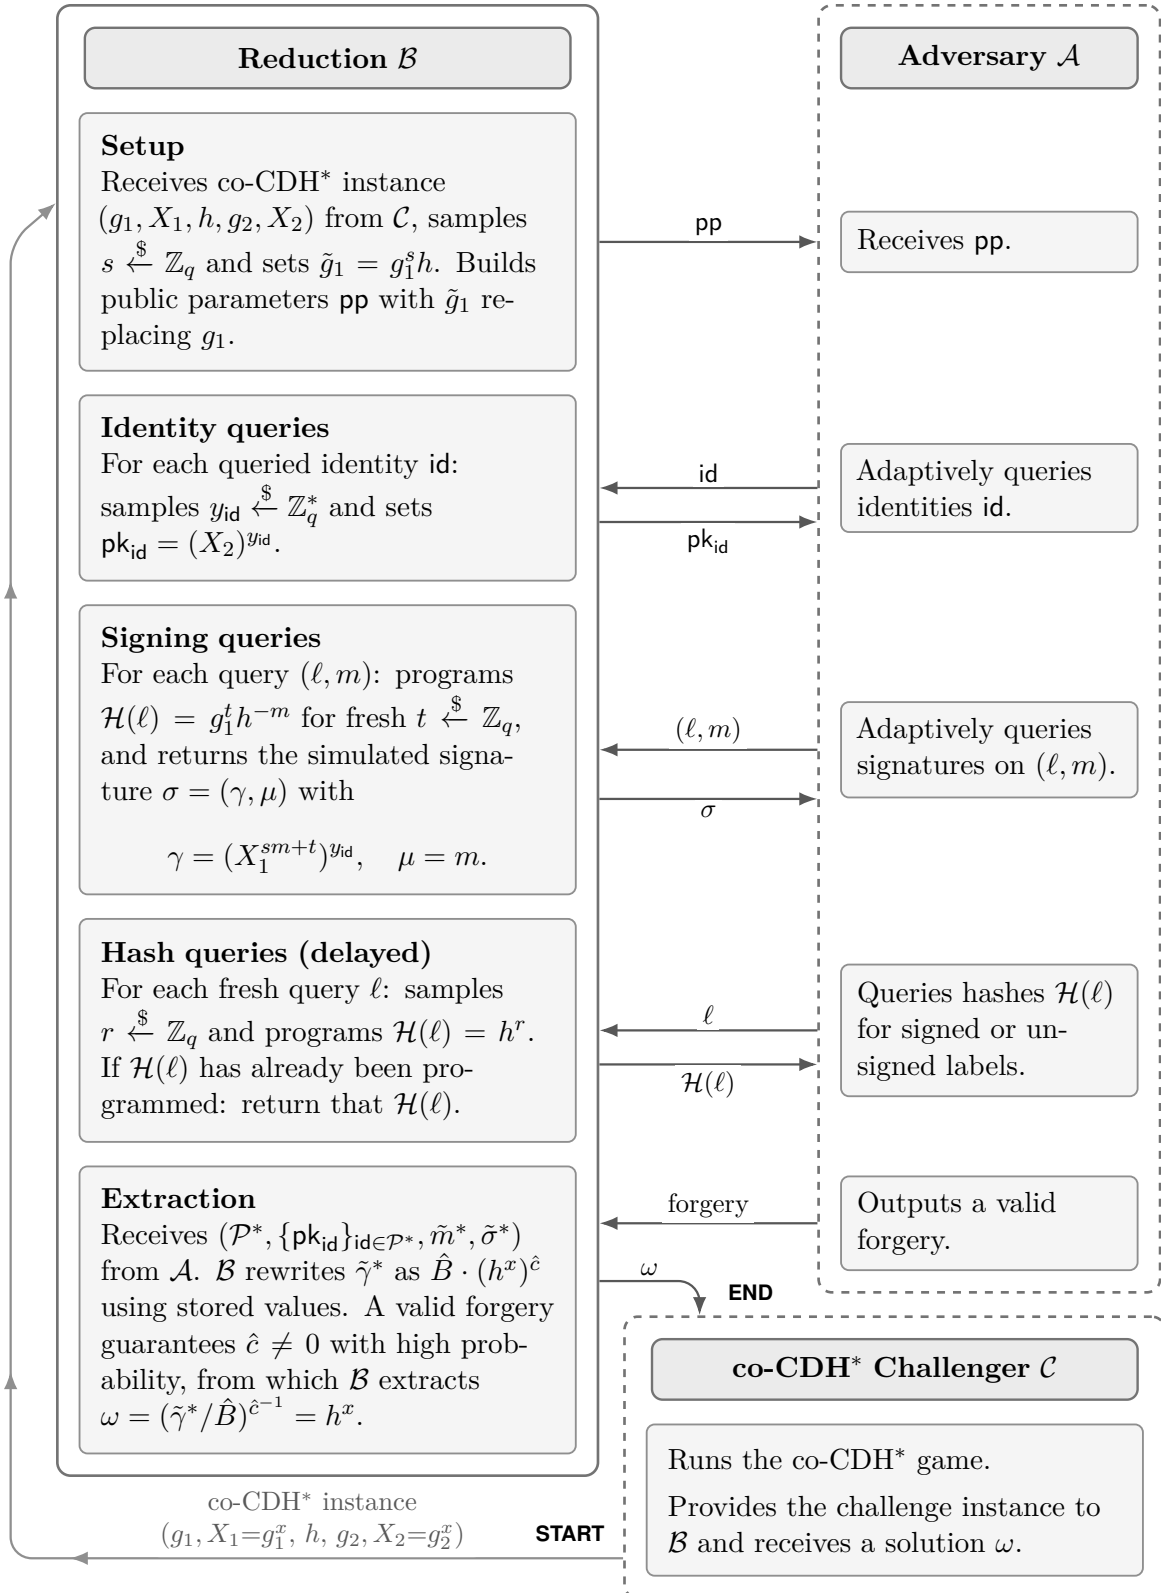 Reduction ℬ
Setup
Receives co-CDH* instance
(g₁, X₁, h, g₂, X₂) from 𝒞, samples
s ←$ ℤ_q and sets g̃₁ = g₁^s h. Builds
public parameters pp with g̃₁ re-
placing g₁.
Identity queries
For each queried identity id:
samples y_id ←$ ℤ_q^* and sets
pk_id = (X₂)^{y_id}.
Signing queries
For each query (ℓ, m): programs
ℋ(ℓ) = g₁^t h^{−m} for fresh t ←$ ℤ_q,
and returns the simulated signa-
ture σ = (γ, μ) with
γ = (X₁^{sm+t})^{y_id}, μ = m.
Hash queries (delayed)
For each fresh query ℓ: samples
r ←$ ℤ_q and programs ℋ(ℓ) = h^r.
If ℋ(ℓ) has already been pro-
grammed: return that ℋ(ℓ).
Extraction
Receives (𝒫*, {pk_id}_{id∈𝒫*}, m̃*, σ̃*)
from 𝒜. ℬ rewrites γ̃* as B̂ · (h^x)^ĉ
using stored values. A valid forgery
guarantees ĉ ≠ 0 with high prob-
ability, from which ℬ extracts
ω = (γ̃*/B̂)^{ĉ^{−1}} = h^x.
pp
id
pk_id
(ℓ, m)
σ
ℓ
ℋ(ℓ)
forgery
ω
END
Adversary 𝒜
Receives pp.
Adaptively queries
identities id.
Adaptively queries
signatures on (ℓ, m).
Queries hashes ℋ(ℓ)
for signed or un-
signed labels.
Outputs a valid
forgery.
co-CDH* Challenger 𝒞
Runs the co-CDH* game.
Provides the challenge instance to
ℬ and receives a solution ω.
co-CDH* instance
(g₁, X₁=g₁^x, h, g₂, X₂=g₂^x)
START